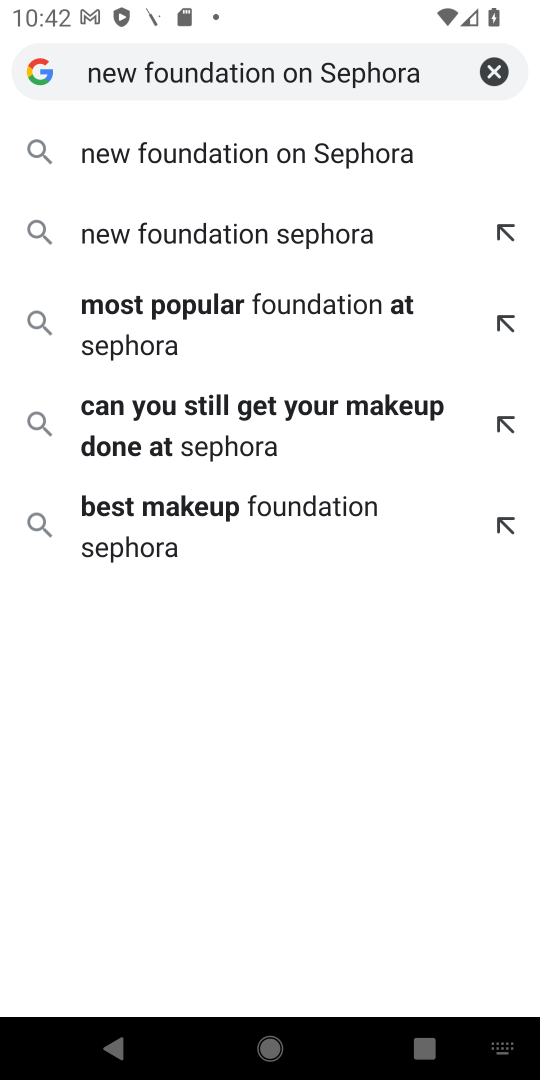 10:42
new foundation on Sephora
new foundation on Sephora
new foundation sephora
most popular foundation at
sephora
can you still get your makeup
done at sephora
best makeup foundation
sephora